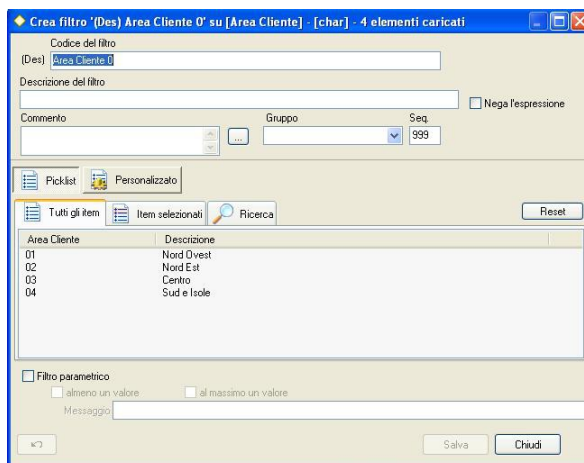 Crea filtro '(Des) Area Cliente 0' su [Area Cliente] - [char] - 4 elementi caricati
Codice del filtro
(Des) Area Cliente 0
Descrizione del filtro
Nega l'espressione
Commento Gruppo Seq.
... 999
Picklist Personalizzato
Tutti gli item Item selezionati Ricerca Reset
Area Cliente Descrizione
01 Nord Ovest
02 Nord Est
03 Centro
04 Sud e Isole
Filtro parametrico
almeno un valore al massimo un valore
Messaggio
Salva Chiudi